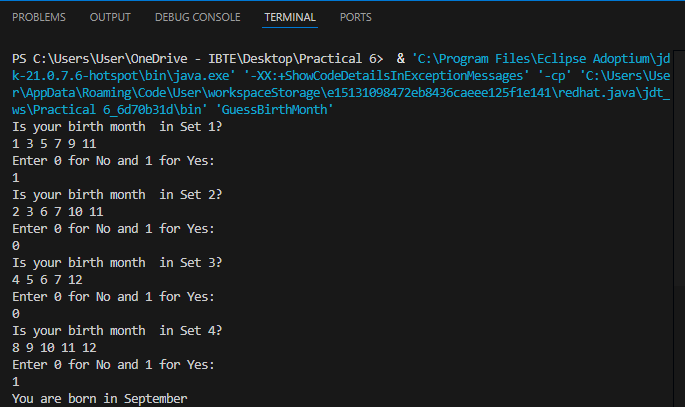 PROBLEMS OUTPUT DEBUG CONSOLE TERMINAL PORTS
PS C:\Users\User\OneDrive - IBTE\Desktop\Practical 6>  & 'C:\Program Files\Eclipse Adoptium\jd
k-21.0.7.6-hotspot\bin\java.exe' '-XX:+ShowCodeDetailsInExceptionMessages' '-cp' 'C:\Users\Use
r\AppData\Roaming\Code\User\workspaceStorage\e15131098472eb8436caeee125f1e141\redhat.java\jdt_
ws\Practical 6_6d70b31d\bin' 'GuessBirthMonth'
Is your birth month  in Set 1?
1 3 5 7 9 11
Enter 0 for No and 1 for Yes:
1
Is your birth month  in Set 2?
2 3 6 7 10 11
Enter 0 for No and 1 for Yes:
0
Is your birth month  in Set 3?
4 5 6 7 12
Enter 0 for No and 1 for Yes:
0
Is your birth month  in Set 4?
8 9 10 11 12
Enter 0 for No and 1 for Yes:
1
You are born in September